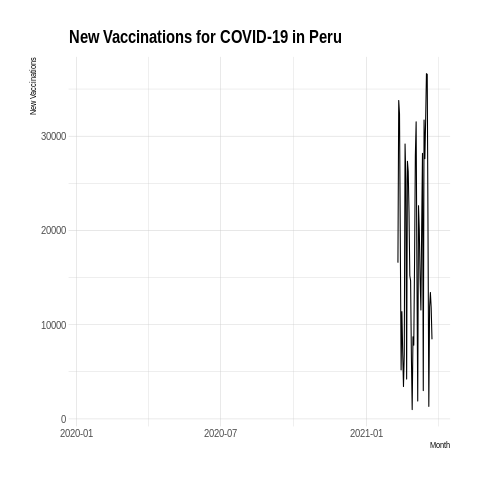 New Vaccinations for COVID-19 in Peru
New Vaccinations
30000
20000
10000
0
2020-01 2020-07 2021-01
Month